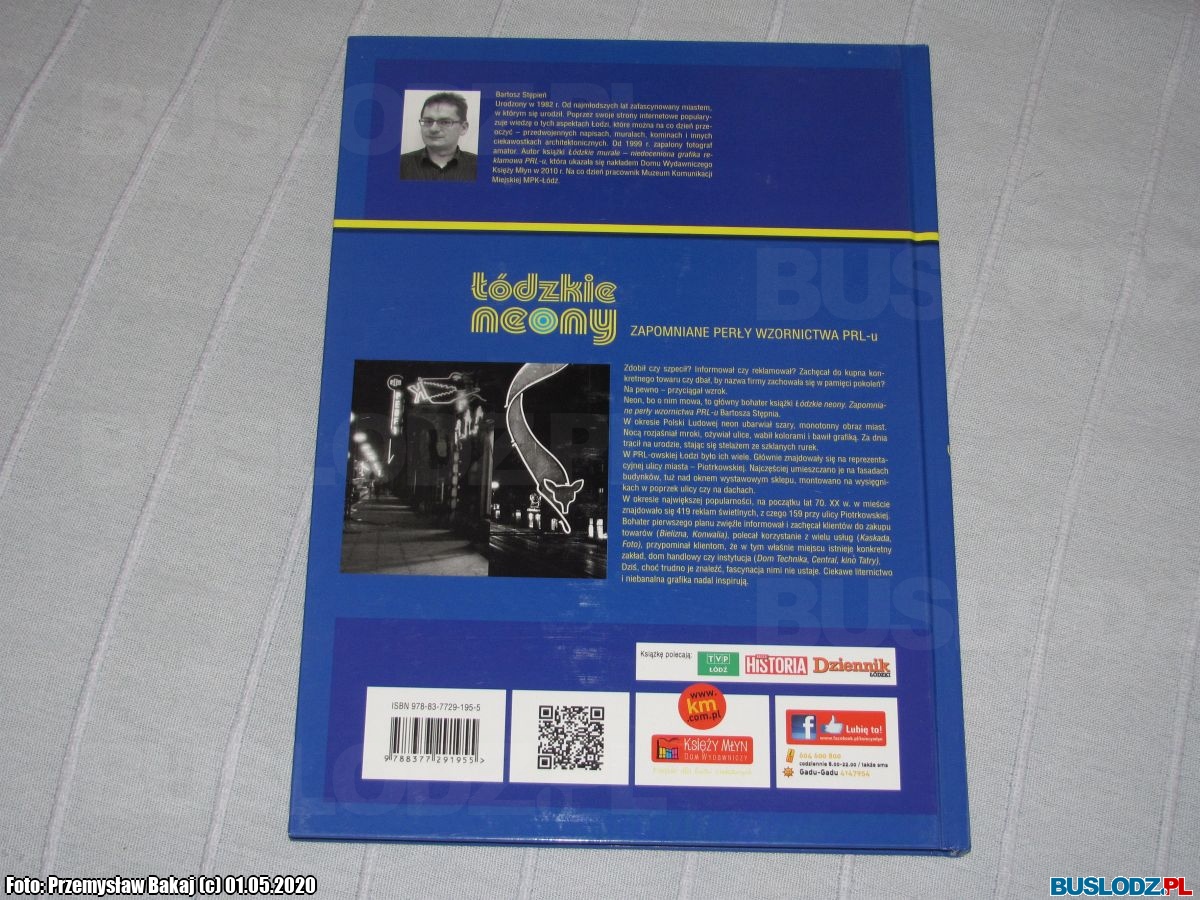 Bartosz Stępień
Urodzony w 1982 r. Od najmłodszych lat zafascynowany miastem,
w którym się urodził. Poprzez swoje strony internetowe populary-
zuje wiedzę o tych aspektach Łodzi, które można na co dzień prze-
oczyć – przedwojennych napisach, muralach, kominach i innych
ciekawostkach architektonicznych. Od 1999 r. zapalony fotograf
amator. Autor książki Łódzkie murale – niedoceniona grafika re-
klamowa PRL-u, która ukazała się nakładem Domu Wydawniczego
Księży Młyn w 2010 r. Na co dzień pracownik Muzeum Komunikacji
Miejskiej MPK-Łódź.
łódzkie
neony
ZAPOMNIANE PERŁY WZORNICTWA PRL-u
Zdobił czy szpecił? Informował czy reklamował? Zachęcał do kupna kon-
kretnego towaru czy dbał, by nazwa firmy zachowała się w pamięci pokoleń?
Na pewno – przyciągał wzrok.
Neon, bo o nim mowa, to główny bohater książki Łódzkie neony. Zapomnia-
ne perły wzornictwa PRL-u Bartosza Stępnia.
W okresie Polski Ludowej neon ubarwiał szary, monotonny obraz miast.
Nocą rozjaśniał mroki, ożywiał ulice, wabił kolorami i bawił grafiką. Za dnia
tracił na urodzie, stając się stelażem ze szklanych rurek.
W PRL-owskiej Łodzi było ich wiele. Głównie znajdowały się na reprezenta-
cyjnej ulicy miasta – Piotrkowskiej. Najczęściej umieszczano je na fasadach
budynków, tuż nad oknem wystawowym sklepu, montowano na wysięgni-
kach w poprzek ulicy czy na dachach.
W okresie największej popularności, na początku lat 70. XX w. w mieście
znajdowało się 419 reklam świetlnych, z czego 159 przy ulicy Piotrkowskiej.
Bohater pierwszego planu zwięźle informował i zachęcał klientów do zakupu
towarów (Bielizna, Konwalia), polecał korzystanie z wielu usług (Kaskada,
Foto), przypominał klientom, że w tym właśnie miejscu istnieje konkretny
zakład, dom handlowy czy instytucja (Dom Technika, Central, kino Tatry).
Dziś, choć trudno je znaleźć, fascynacja nimi nie ustaje. Ciekawe liternictwo
i niebanalna grafika nadal inspirują.
Książkę polecają:
TVP
ŁÓDŹ
HISTORIA
Dziennik
ŁÓDZKI
ISBN 978-83-7729-195-5
9 788377 291955 >
www.
km
.com.pl
KSIĘŻY MŁYN
DOM WYDAWNICZY
f Lubię to!
604 600 800
codziennie 8.00-22.00 / także sms
Gadu-Gadu 4147954
Foto: Przemysław Bakaj (c) 01.05.2020
BUSLODZ.PL